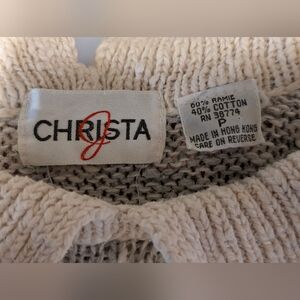 CHRISTA
J
60% RAMIE
40% COTTON
RN 38774
P
MADE IN HONG KONG
CARE ON REVERSE